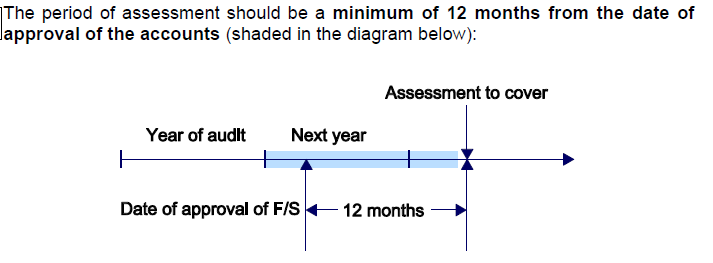 The period of assessment should be a minimum of 12 months from the date of
approval of the accounts (shaded in the diagram below):
Assessment to cover
Year of audit Next year
Date of approval of F/S 12 months